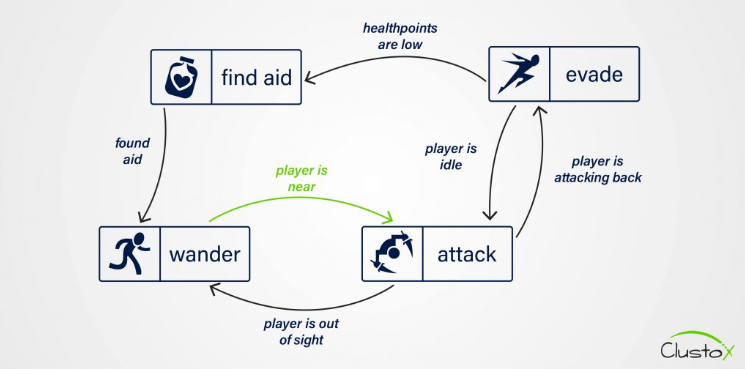 healthpoints
are low
find aid
evade
found
aid
player is
idle
player is
attacking back
player is
near
wander
attack
player is out
of sight
ClustoX